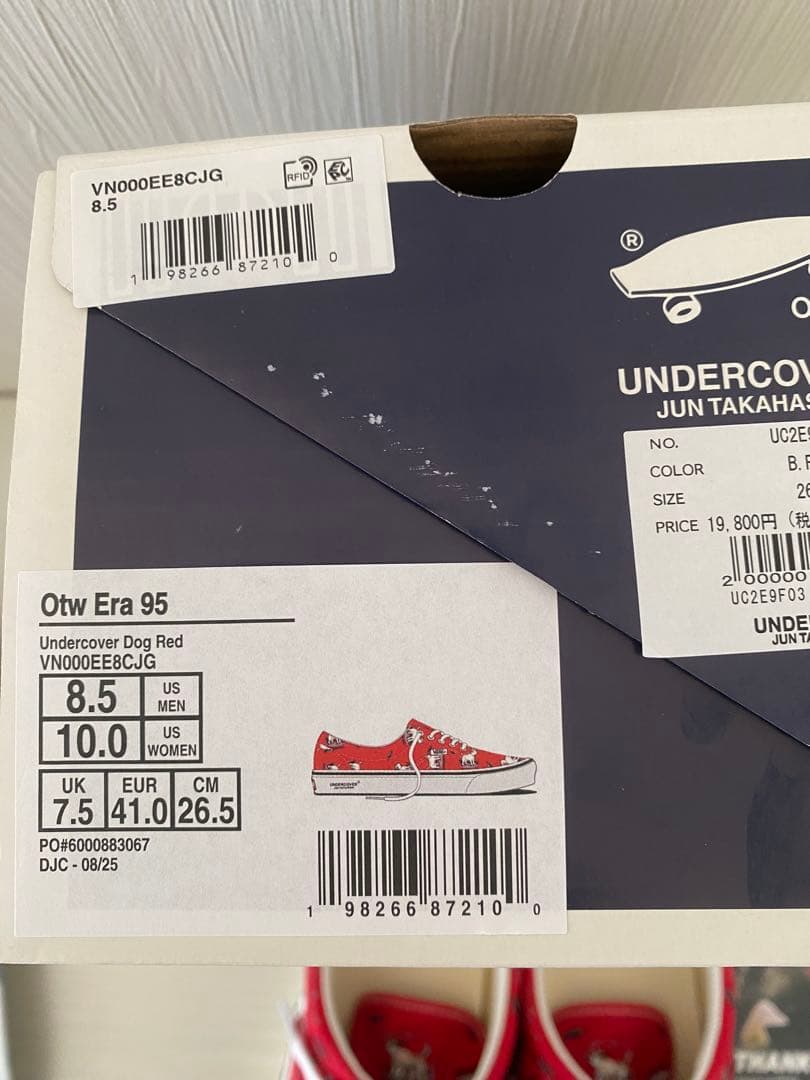 VN000EE8CJG
8.5
RFID
1 98266 87210 0
®
UNDERCOV
JUN TAKAHAS
NO. UC2E9
COLOR B.R
SIZE 26
PRICE 19,800円 (税
2 00000
UC2E9F03
UNDE
JUN TA
Otw Era 95
Undercover Dog Red
VN000EE8CJG
8.5 US MEN
10.0 US WOMEN
UK EUR CM
7.5 41.0 26.5
PO#6000883067
DJC - 08/25
UNDERCOVER
1 98266 87210 0
THANK